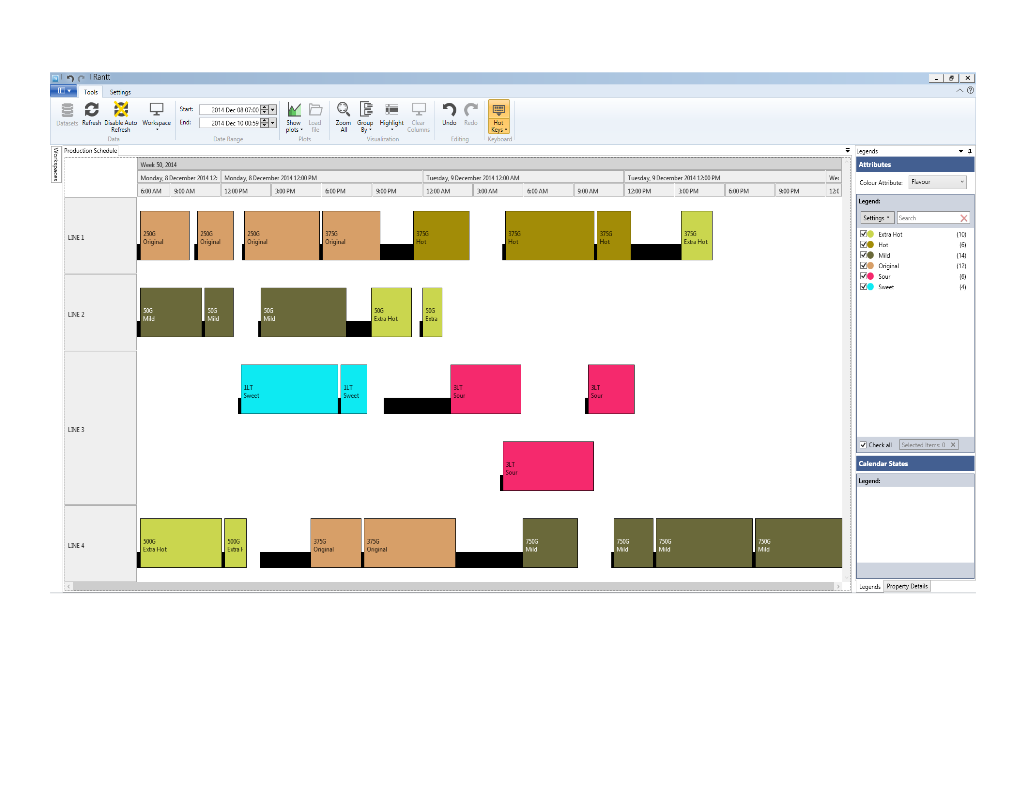 Rantt
Tools Settings
Datasets Refresh Disable Auto Refresh
Data
Workspace
Start: 2014 Dec 08 07:00
End: 2014 Dec 10 00:59
Date Range
Show plots Load file
Plots
Zoom All Group By Highlight Clear Columns
Visualization
Undo Redo
Editing
Hot Keys
Keyboard
Workspaces
Production Schedule
Week 50, 2014
Monday, 8 December 2014 12: Monday, 8 December 2014 12:00 PM Tuesday, 9 December 2014 12:00 AM Tuesday, 9 December 2014 12:00 PM Wec
6:00 AM 9:00 AM 12:00 PM 3:00 PM 6:00 PM 9:00 PM 12:00 AM 3:00 AM 6:00 AM 9:00 AM 12:00 PM 3:00 PM 6:00 PM 9:00 PM 12:(
LINE 1
250G Original
250G Original
250G Original
375G Original
375G Hot
375G Hot
375G Hot
375G Extra Hot
LINE 2
50G Mild
50G Mild
50G Mild
50G Extra Hot
50G Extra
LINE 3
1LT Sweet
1LT Sweet
3LT Sour
3LT Sour
3LT Sour
LINE 4
500G Extra Hot
500G Extra H
375G Original
375G Original
750G Mild
750G Mild
750G Mild
750G Mild
Legends
Attributes
Colour Attribute: Flavour
Legend:
Settings Search
Extra Hot (10)
Hot (6)
Mild (14)
Original (12)
Sour (6)
Sweet (4)
Check all Selected Items: 0 X
Calendar States
Legend:
Legends Property Details